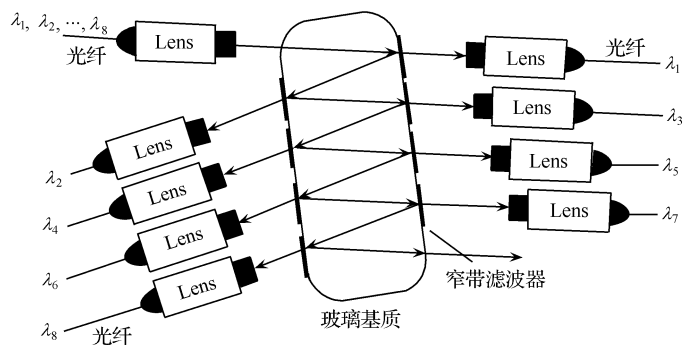 λ₁, λ₂, ···, λ₈
光纤
Lens
Lens
光纤
λ₁
Lens
λ₃
Lens
λ₂
Lens
λ₅
Lens
λ₄
Lens
λ₇
Lens
λ₆
窄带滤波器
Lens
λ₈
光纤
玻璃基质